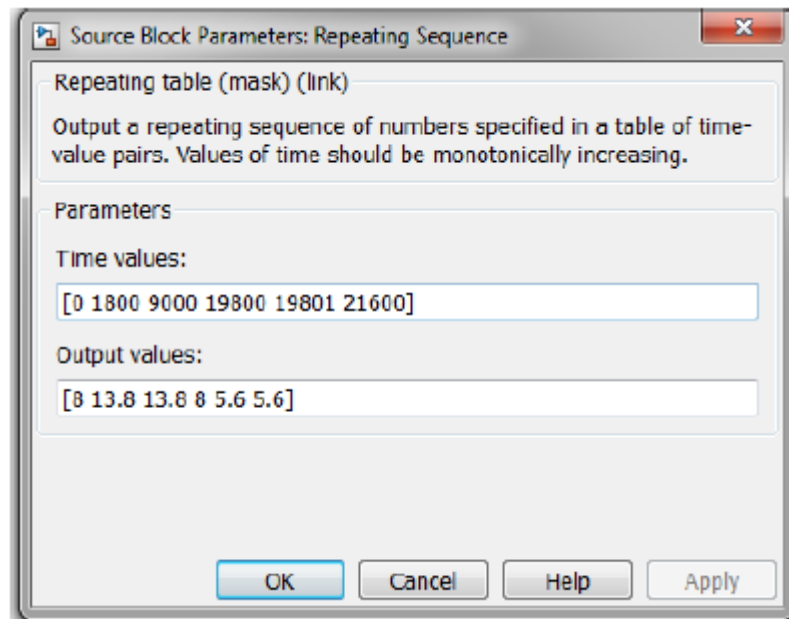 Source Block Parameters: Repeating Sequence
Repeating table (mask) (link)
Output a repeating sequence of numbers specified in a table of time-
value pairs. Values of time should be monotonically increasing.
Parameters
Time values:
[0 1800 9000 19800 19801 21600]
Output values:
[8 13.8 13.8 8 5.6 5.6]
OK Cancel Help Apply